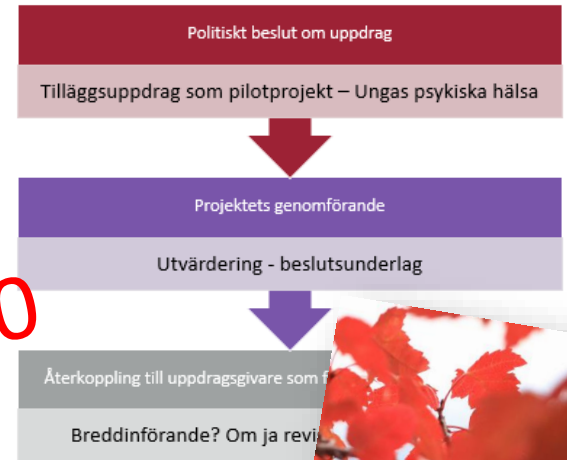 Politiskt beslut om uppdrag
Tilläggsuppdrag som pilotprojekt – Ungas psykiska hälsa
Projektets genomförande
Utvärdering - beslutsunderlag
0
Återkoppling till uppdragsgivare som
Breddinförande? Om ja